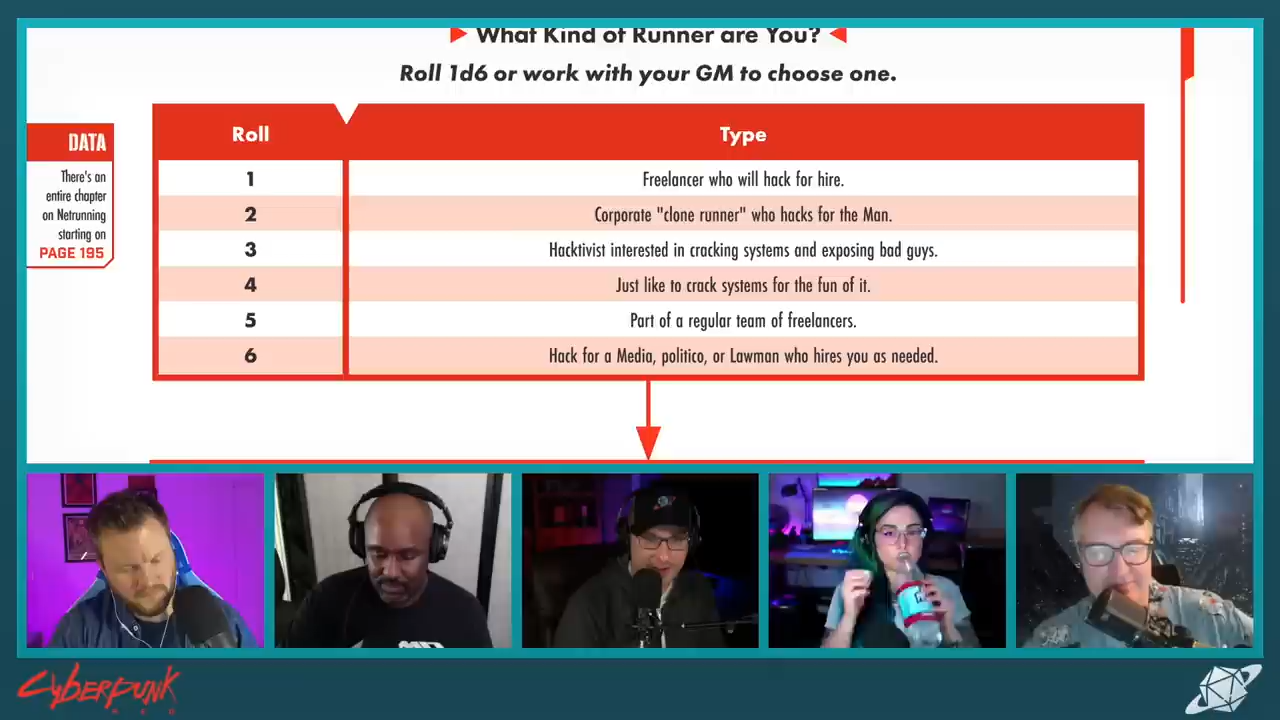 What Kind of Runner are You?
Roll 1d6 or work with your GM to choose one.
DATA
There's an
entire chapter
on Netrunning
starting on
PAGE 195
Roll Type
1 Freelancer who will hack for hire.
2 Corporate "clone runner" who hacks for the Man.
3 Hacktivist interested in cracking systems and exposing bad guys.
4 Just like to crack systems for the fun of it.
5 Part of a regular team of freelancers.
6 Hack for a Media, politico, or Lawman who hires you as needed.
CYBERPUNK
RED